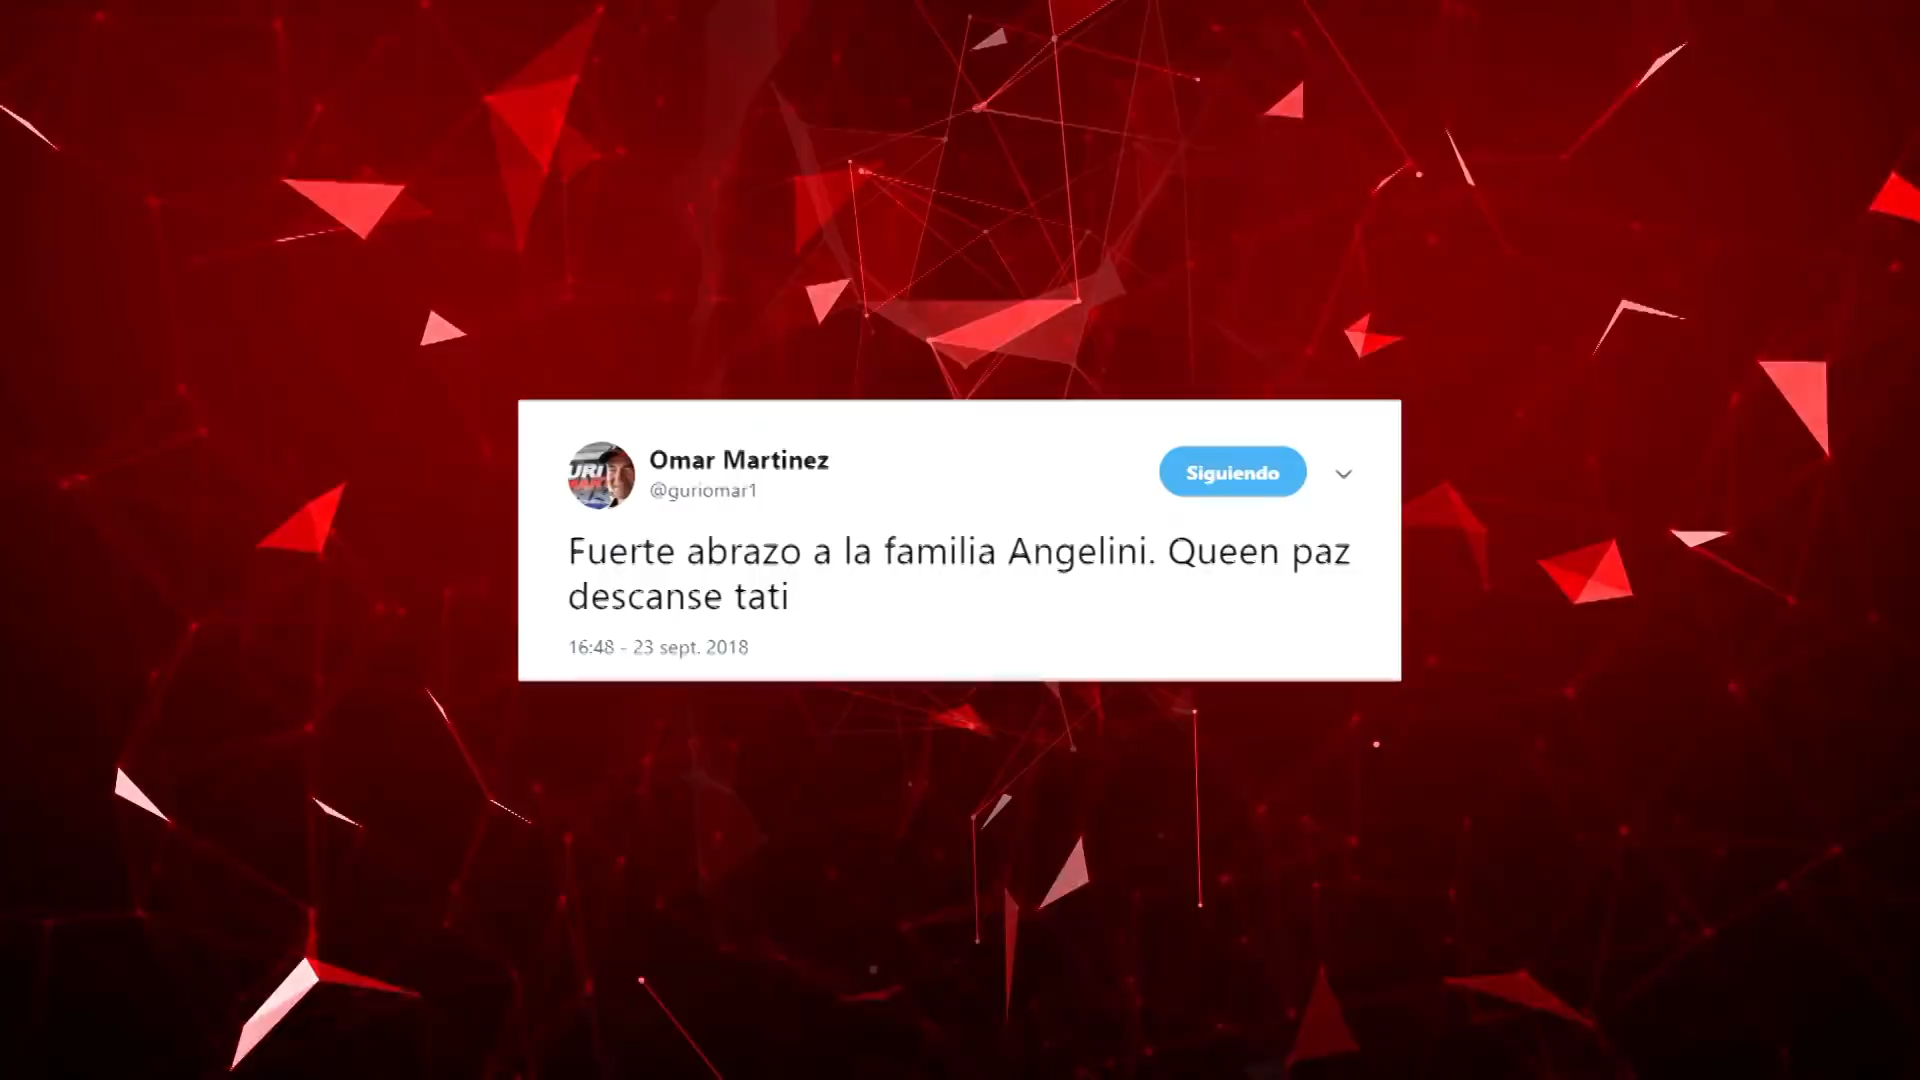 Omar Martinez
@guriomar1
Siguiendo
Fuerte abrazo a la familia Angelini. Queen paz
descanse tati
16:48 - 23 sept. 2018